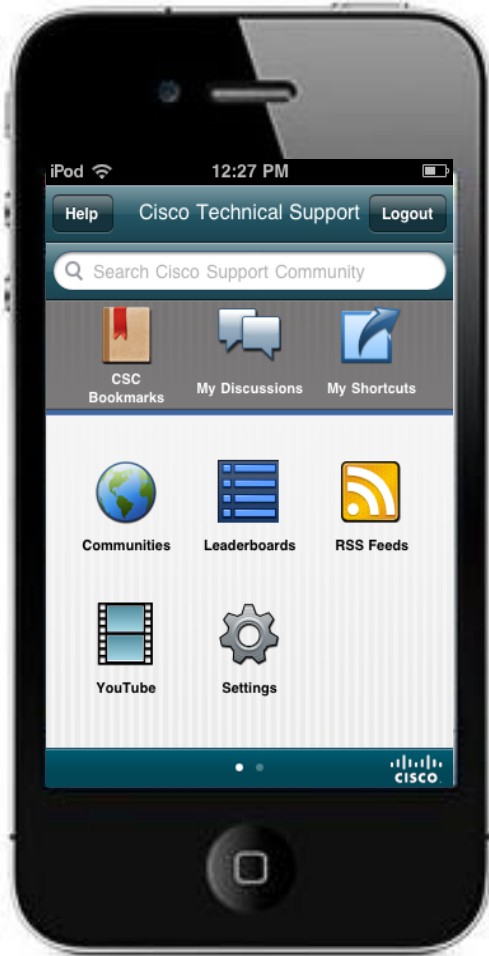 iPod 12:27 PM
Help Cisco Technical Support Logout
Search Cisco Support Community
CSC
Bookmarks
My Discussions
My Shortcuts
Communities
Leaderboards
RSS Feeds
YouTube
Settings
CISCO.